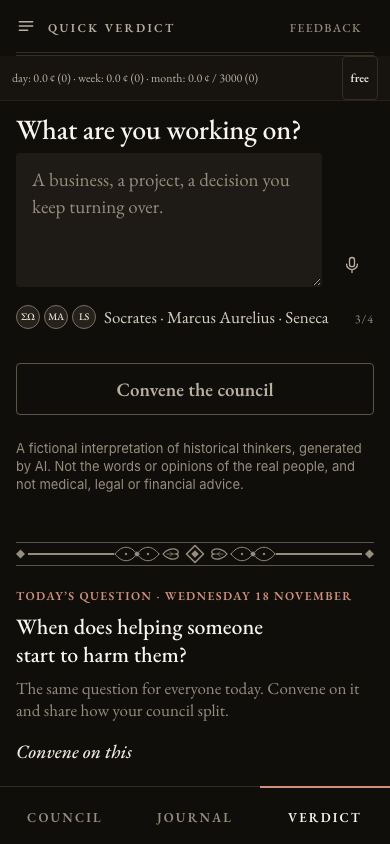 QUICK VERDICT
FEEDBACK
day: 0.0 ¢ (0) · week: 0.0 ¢ (0) · month: 0.0 ¢ / 3000 (0)
free
What are you working on?
A business, a project, a decision you
keep turning over.
ΣΩ MA LS Socrates · Marcus Aurelius · Seneca 3/4
Convene the council
A fictional interpretation of historical thinkers, generated
by AI. Not the words or opinions of the real people, and
not medical, legal or financial advice.
TODAY'S QUESTION · WEDNESDAY 18 NOVEMBER
When does helping someone
start to harm them?
The same question for everyone today. Convene on it
and share how your council split.
Convene on this
COUNCIL JOURNAL VERDICT